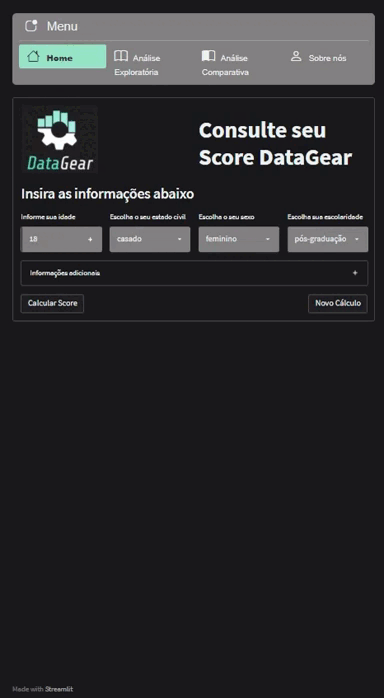 Menu
Home
Análise
Exploratória
Análise
Comparativa
Sobre nós
DataGear
Consulte seu
Score DataGear
Insira as informações abaixo
Informe sua idade
Escolha o seu estado civil
Escolha o seu sexo
Escolha sua escolaridade
18 +
casado
feminino
pós-graduação
Informações adicionais +
Calcular Score
Novo Cálculo
Made with Streamlit